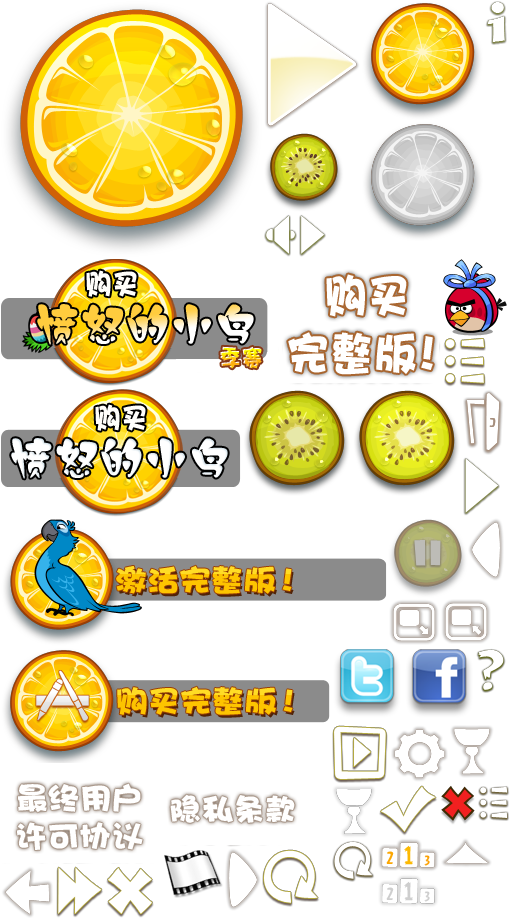 购买
愤怒的小鸟
季赛
购买
完整版!
购买
愤怒的小鸟
激活完整版!
购买完整版!
f
?
最终用户
许可协议
隐私条款
2 1 3
2 1 3